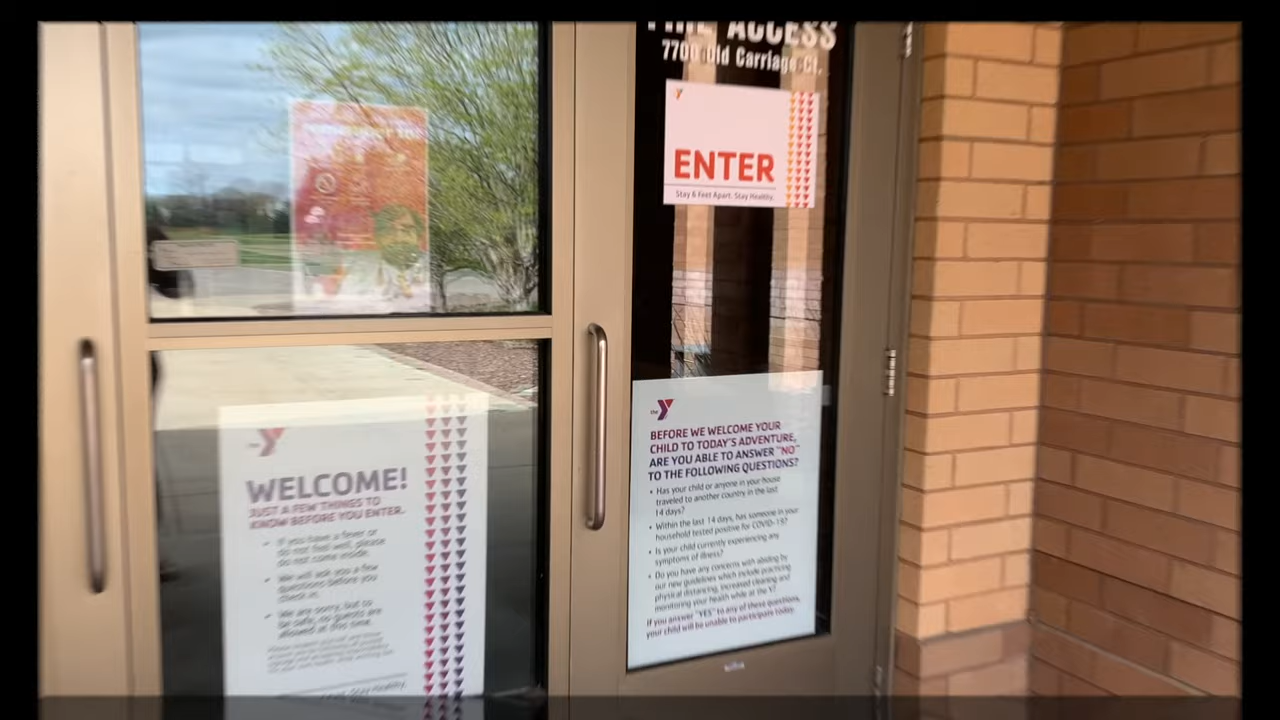 FIRE ACCESS
7700 Old Carriage Ct.
ENTER
Stay 6 Feet Apart. Stay Healthy.
the Y
WELCOME!
JUST A FEW THINGS TO
KNOW BEFORE YOU ENTER.
• If you have a fever or
do not feel well, please
do not come inside.
• We will ask you a few
questions before you
check in.
• We are sorry, but to
be safe, no guests are
allowed at this time.
Stay Healthy.
the Y
BEFORE WE WELCOME YOUR
CHILD TO TODAY'S ADVENTURE,
ARE YOU ABLE TO ANSWER "NO"
TO THE FOLLOWING QUESTIONS?
• Has your child or anyone in your house
traveled to another country in the last
14 days?
• Within the last 14 days, has someone in your
household tested positive for COVID-19?
• Is your child currently experiencing any
symptoms of illness?
• Do you have any concerns with abiding by
our new guidelines which include practicing
physical distancing, increased cleaning and
monitoring your health while at the Y?
If you answer "YES" to any of these questions,
your child will be unable to participate today.